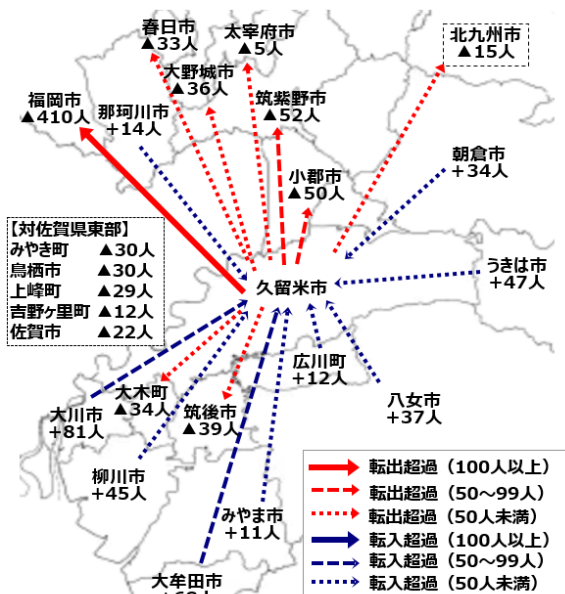 春日市
▲33人
太宰府市
▲5人
北九州市
▲15人
大野城市
▲36人
福岡市
▲410人
那珂川市
+14人
筑紫野市
▲52人
朝倉市
+34人
小郡市
▲50人
【対佐賀県東部】
みやき町 ▲30人
鳥栖市 ▲30人
上峰町 ▲29人
吉野ヶ里町 ▲12人
佐賀市 ▲22人
うきは市
+47人
久留米市
広川町
+12人
八女市
+37人
大木町
▲34人
筑後市
▲39人
大川市
+81人
柳川市
+45人
みやま市
+11人
大牟田市
転出超過（100人以上）
転出超過（50～99人）
転出超過（50人未満）
転入超過（100人以上）
転入超過（50～99人）
転入超過（50人未満）